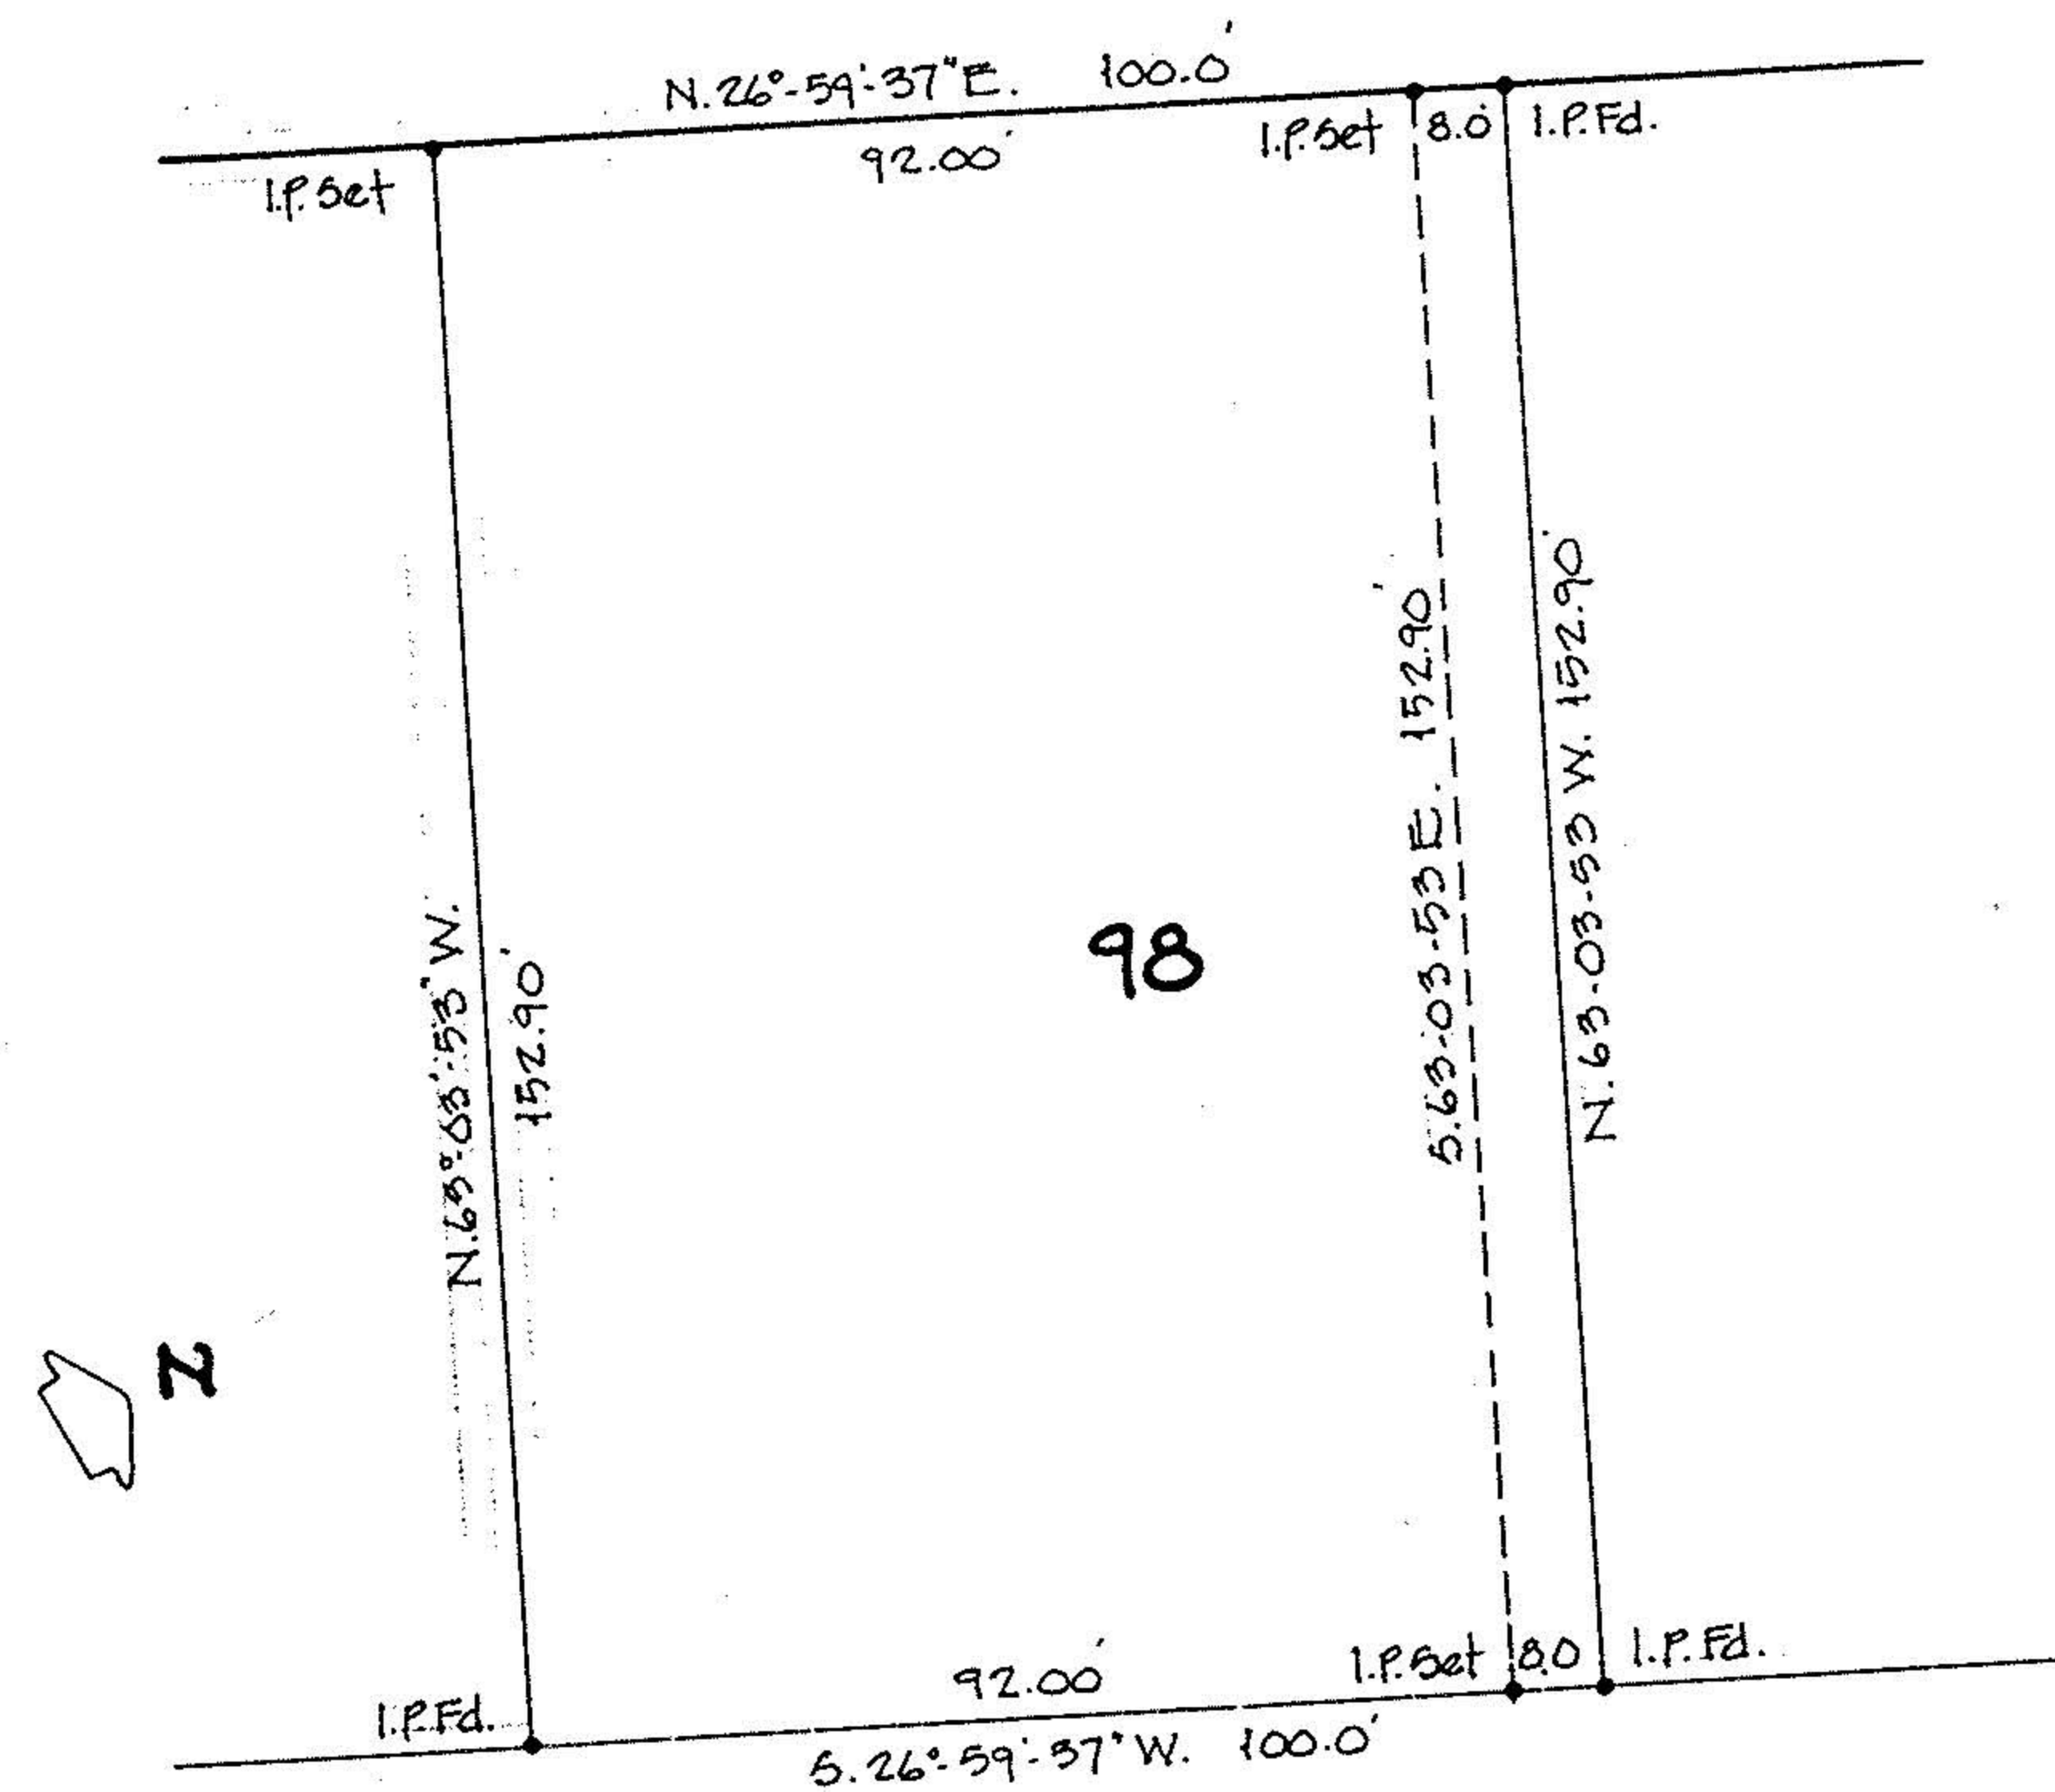 N. 26°-59'-37" E. 100.0'
92.00'
I.P. Set
I.P. Set
8.0'
I.P. Fd.
N. 63°-03'-53" W.
152.90'
98
S. 63-03-53 E. 152.90'
N. 63-03-53 W. 152.90'
N
I.P. Fd.
92.00'
I.P. Set
8.0
I.P. Fd.
S. 26°-59'-37" W. 100.0'